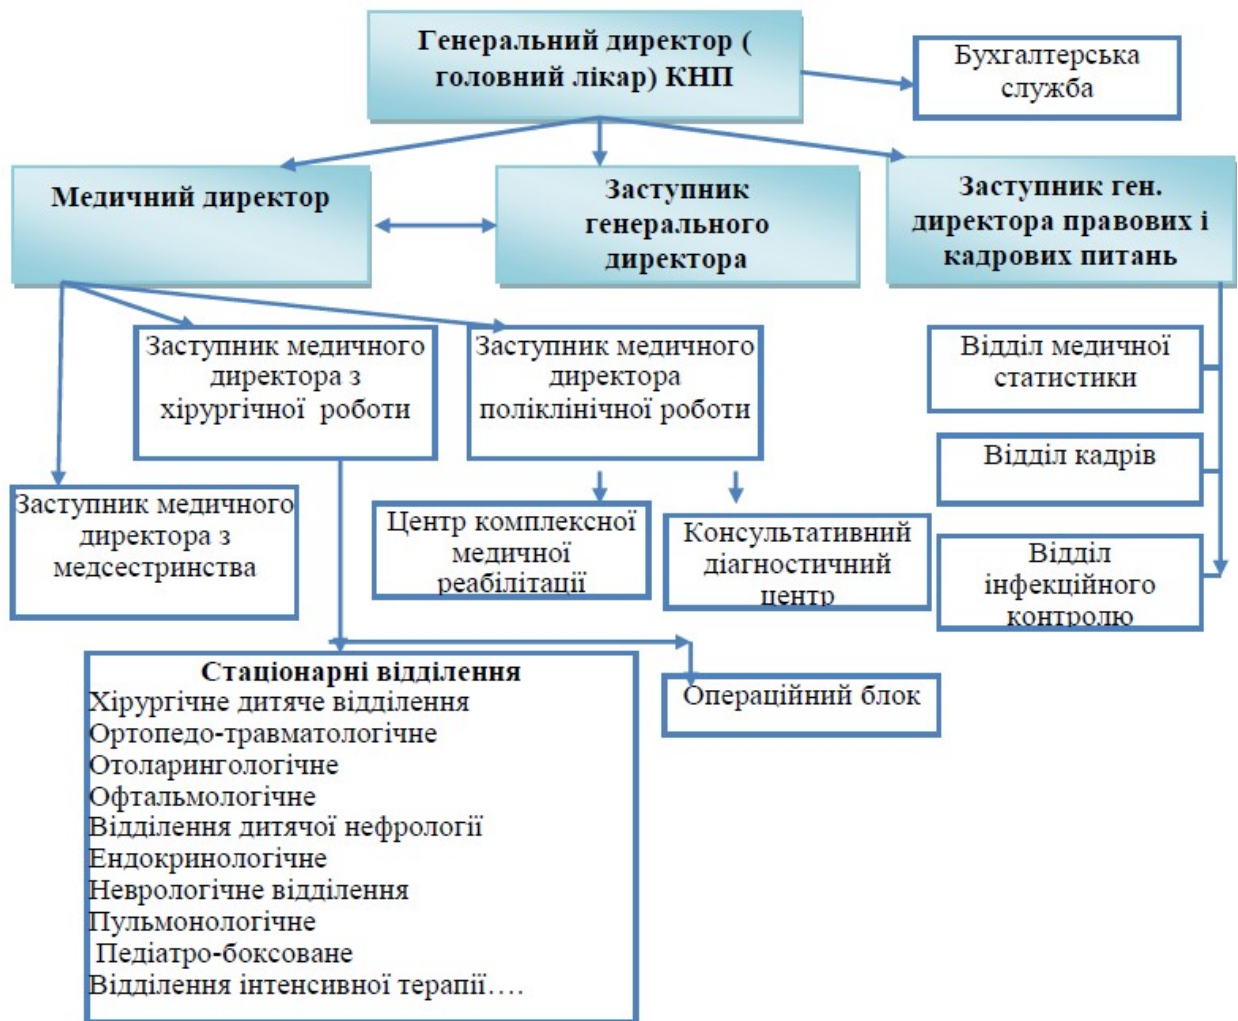 Генеральний директор (
головний лікар) КНП
Бухгалтерська
служба
Медичний директор
Заступник
генерального
директора
Заступник ген.
директора правових і
кадрових питань
Заступник медичного
директора з
хірургічної роботи
Заступник медичного
директора
поліклінічної роботи
Відділ медичної
статистики
Відділ кадрів
Заступник медичного
директора з
медсестринства
Центр комплексної
медичної
реабілітації
Консультативний
діагностичний
центр
Відділ
інфекційного
контролю
Стаціонарні відділення
Хірургічне дитяче відділення
Ортопедо-травматологічне
Отоларингологічне
Офтальмологічне
Відділення дитячої нефрології
Ендокринологічне
Неврологічне відділення
Пульмонологічне
Педіатро-боксоване
Відділення інтенсивної терапії….
Операційний блок